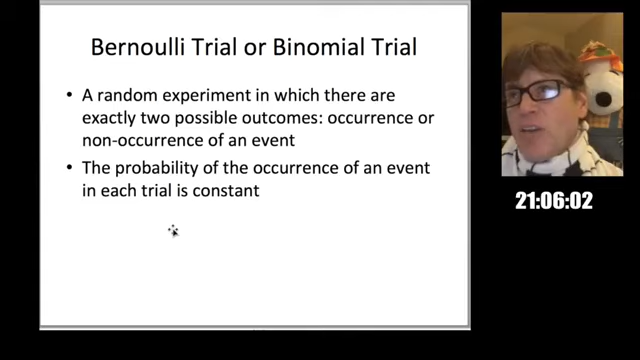 Bernoulli Trial or Binomial Trial
• A random experiment in which there are
exactly two possible outcomes: occurrence or
non-occurrence of an event
• The probability of the occurrence of an event
in each trial is constant
21:06:02